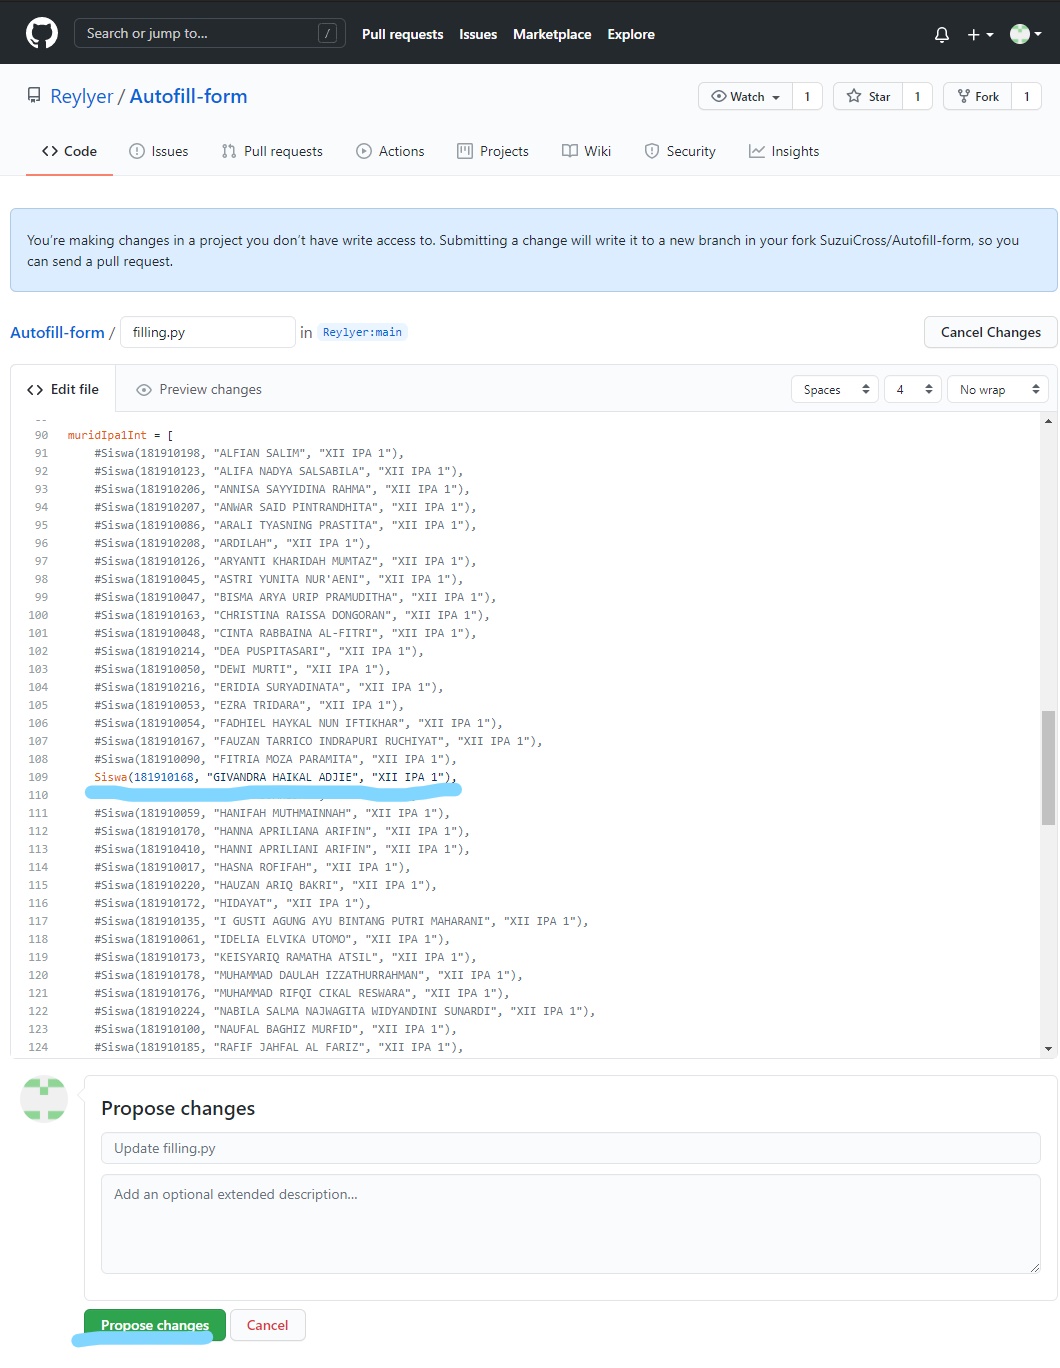 Search or jump to... /
Pull requests Issues Marketplace Explore
Reylyer / Autofill-form
Watch 1 Star 1 Fork 1
Code Issues Pull requests Actions Projects Wiki Security Insights
You’re making changes in a project you don’t have write access to. Submitting a change will write it to a new branch in your fork SuzuiCross/Autofill-form, so you
can send a pull request.
Autofill-form / filling.py in Reylyer:main Cancel Changes
Edit file Preview changes Spaces 4 No wrap
90 muridIpa1Int = [
91 #Siswa(181910198, "ALFIAN SALIM", "XII IPA 1"),
92 #Siswa(181910123, "ALIFA NADYA SALSABILA", "XII IPA 1"),
93 #Siswa(181910206, "ANNISA SAYYIDINA RAHMA", "XII IPA 1"),
94 #Siswa(181910207, "ANWAR SAID PINTRANDHITA", "XII IPA 1"),
95 #Siswa(181910086, "ARALI TYASNING PRASTITA", "XII IPA 1"),
96 #Siswa(181910208, "ARDILAH", "XII IPA 1"),
97 #Siswa(181910126, "ARYANTI KHARIDAH MUMTAZ", "XII IPA 1"),
98 #Siswa(181910045, "ASTRI YUNITA NUR'AENI", "XII IPA 1"),
99 #Siswa(181910047, "BISMA ARYA URIP PRAMUDITHA", "XII IPA 1"),
100 #Siswa(181910163, "CHRISTINA RAISSA DONGORAN", "XII IPA 1"),
101 #Siswa(181910048, "CINTA RABBAINA AL-FITRI", "XII IPA 1"),
102 #Siswa(181910214, "DEA PUSPITASARI", "XII IPA 1"),
103 #Siswa(181910050, "DEWI MURTI", "XII IPA 1"),
104 #Siswa(181910216, "ERIDIA SURYADINATA", "XII IPA 1"),
105 #Siswa(181910053, "EZRA TRIDARA", "XII IPA 1"),
106 #Siswa(181910054, "FADHIEL HAYKAL NUN IFTIKHAR", "XII IPA 1"),
107 #Siswa(181910167, "FAUZAN TARRICO INDRAPURI RUCHIYAT", "XII IPA 1"),
108 #Siswa(181910090, "FITRIA MOZA PARAMITA", "XII IPA 1"),
109 Siswa(181910168, "GIVANDRA HAIKAL ADJIE", "XII IPA 1"),
110
111 #Siswa(181910059, "HANIFAH MUTHMAINNAH", "XII IPA 1"),
112 #Siswa(181910170, "HANNA APRILIANA ARIFIN", "XII IPA 1"),
113 #Siswa(181910410, "HANNI APRILIANI ARIFIN", "XII IPA 1"),
114 #Siswa(181910017, "HASNA ROFIFAH", "XII IPA 1"),
115 #Siswa(181910220, "HAUZAN ARIQ BAKRI", "XII IPA 1"),
116 #Siswa(181910172, "HIDAYAT", "XII IPA 1"),
117 #Siswa(181910135, "I GUSTI AGUNG AYU BINTANG PUTRI MAHARANI", "XII IPA 1"),
118 #Siswa(181910061, "IDELIA ELVIKA UTOMO", "XII IPA 1"),
119 #Siswa(181910173, "KEISYARIQ RAMATHA ATSIL", "XII IPA 1"),
120 #Siswa(181910178, "MUHAMMAD DAULAH IZZATHURRAHMAN", "XII IPA 1"),
121 #Siswa(181910176, "MUHAMMAD RIFQI CIKAL RESWARA", "XII IPA 1"),
122 #Siswa(181910224, "NABILA SALMA NAJWAGITA WIDYANDINI SUNARDI", "XII IPA 1"),
123 #Siswa(181910100, "NAUFAL BAGHIZ MURFID", "XII IPA 1"),
124 #Siswa(181910185, "RAFIF JAHFAL AL FARIZ", "XII IPA 1"),
Propose changes
Update filling.py
Add an optional extended description...
Propose changes Cancel